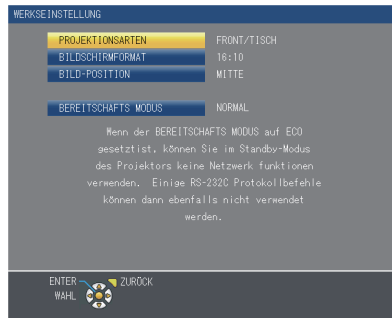 WERKSEINSTELLUNG
PROJEKTIONSARTEN FRONT/TISCH
BILDSCHIRMFORMAT 16:10
BILD-POSITION MITTE
BEREITSCHAFTS MODUS NORMAL
Wenn der BEREITSCHAFTS MODUS auf ECO
gesetztist, können Sie im Standby-Modus
des Projektors keine Netzwerk funktionen
verwenden. Einige RS-232C Protokollbefehle
können dann ebenfalls nicht verwendet
werden.
ENTER ZURÜCK
WAHL